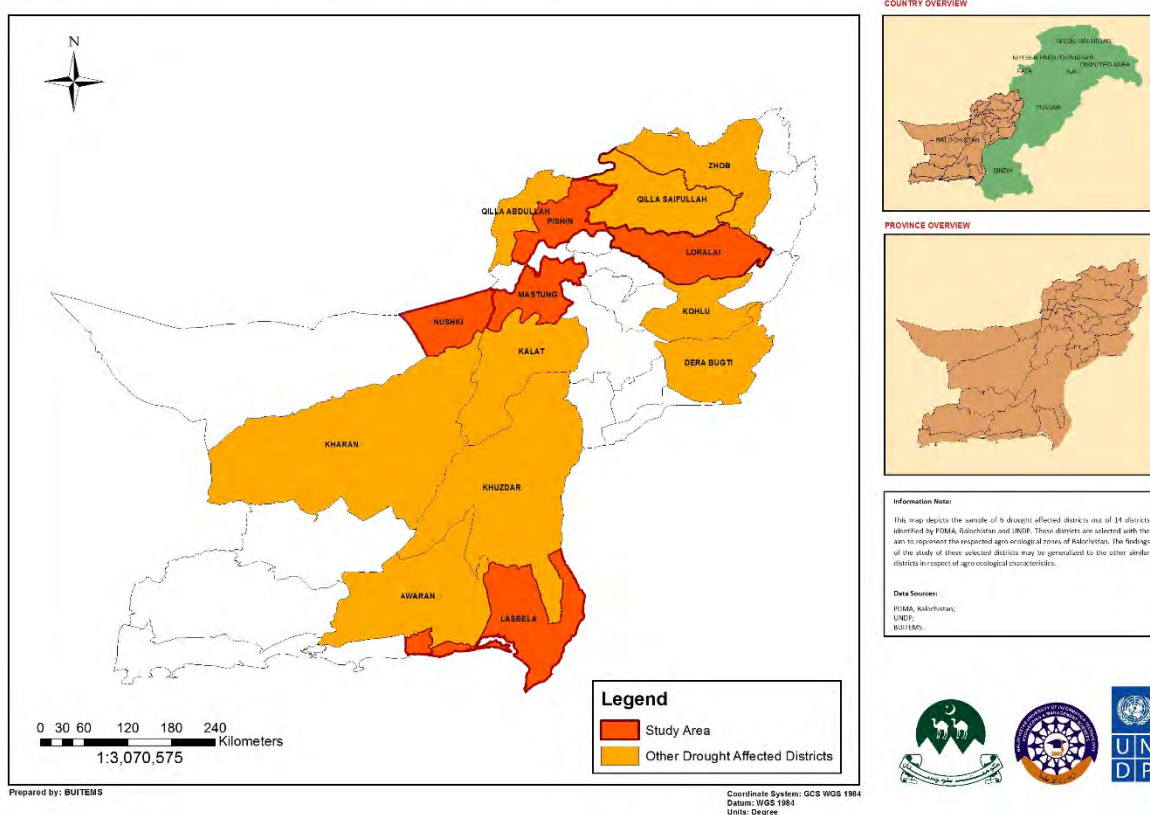 COUNTRY OVERVIEW
N
GILGIT BALTISTAN
KHYBER PAKHTOUNKHWA
DISPUTED AREA
FATA
AJK
PUNJAB
BALOCHISTAN
SINDH
ZHOB
QILLA SAIFULLAH
QILLA ABDULLAH
PISHIN
LORALAI
MASTUNG
NUSHKI
KOHLU
KALAT
DERA BUGTI
KHARAN
KHUZDAR
AWARAN
LASBELA
PROVINCE OVERVIEW
Information Note:
This map depicts the sample of 6 drought affected districts out of 14 districts
identified by PDMA, Balochistan and UNDP. These districts are selected with the
aim to represent the respected agro ecological zones of Balochistan. The findings
of the study of these selected districts may be generalized to the other similar
districts in respect of agro ecological characteristics.
Data Sources:
PDMA, Balochistan;
UNDP;
BUITEMS.
Legend
Study Area
Other Drought Affected Districts
0 30 60 120 180 240
Kilometers
1:3,070,575
Prepared by: BUITEMS
Coordinate System: GCS WGS 1984
Datum: WGS 1984
Units: Degree
U N
D P